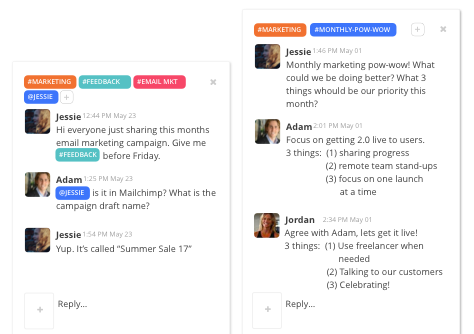 #MARKETING #FEEDBACK #EMAIL MKT ×
@JESSIE +
Jessie 12:44 PM May 23
Hi everyone just sharing this months
email marketing campaign. Give me
#FEEDBACK before Friday.
Adam 1:25 PM May 23
@JESSIE is it in Mailchimp? What is the
campaign draft name?
Jessie 1:54 PM May 23
Yup. It's called “Summer Sale 17”
+ Reply...
#MARKETING #MONTHLY-POW-WOW + ×
Jessie 1:46 PM May 01
Monthly marketing pow-wow! What
could we be doing better? What 3
things whould be our priority this
month?
Adam 2:01 PM May 01
Focus on getting 2.0 live to users.
3 things: (1) sharing progress
(2) remote team stand-ups
(3) focus on one launch
at a time
Jordan 2:34 PM May 01
Agree with Adam, lets get it live!
3 things: (1) Use freelancer when
needed
(2) Talking to our customers
(3) Celebrating!
+ Reply...